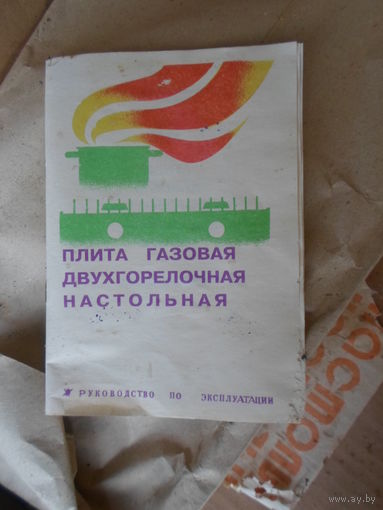 ПЛИТА ГАЗОВАЯ
ДВУХГОРЕЛОЧНАЯ
НАСТОЛЬНАЯ
РУКОВОДСТВО ПО ЭКСПЛУАТАЦИИ
www.ay.by